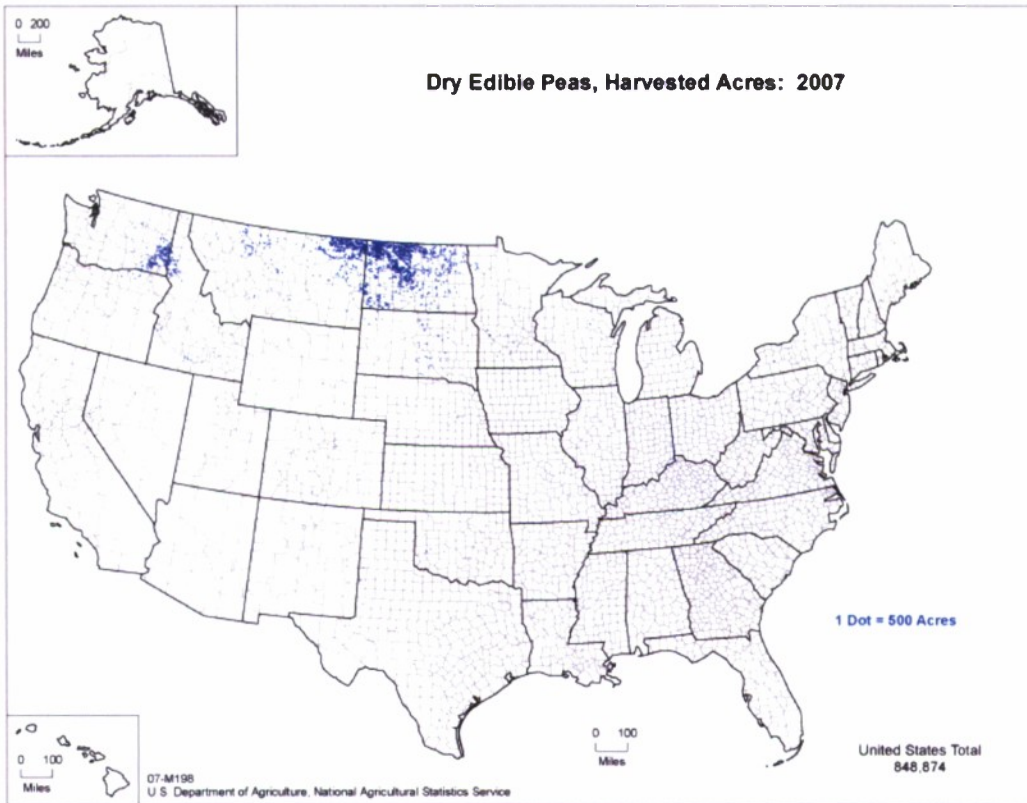 0 200
Miles
Dry Edibie Peas, Harvested Acres: 2007
1 Dot = 500 Acres
0 100
Miles
0 100
Miles
United States Total
848,874
07-M198
U.S. Department of Agriculture, National Agricultural Statistics Service